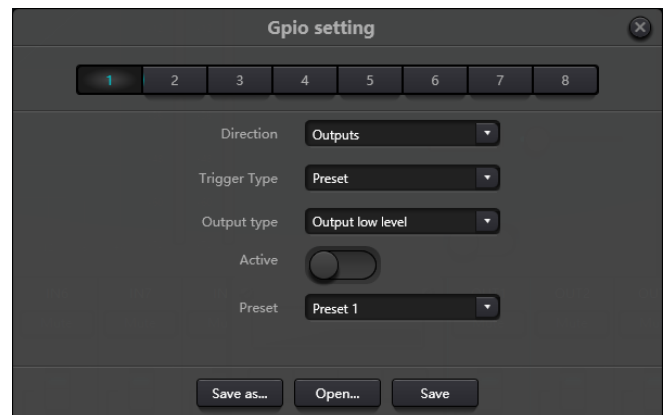 Gpio setting
1 2 3 4 5 6 7 8
Direction Outputs
Trigger Type Preset
Output type Output low level
Active
Preset Preset 1
Save as... Open... Save